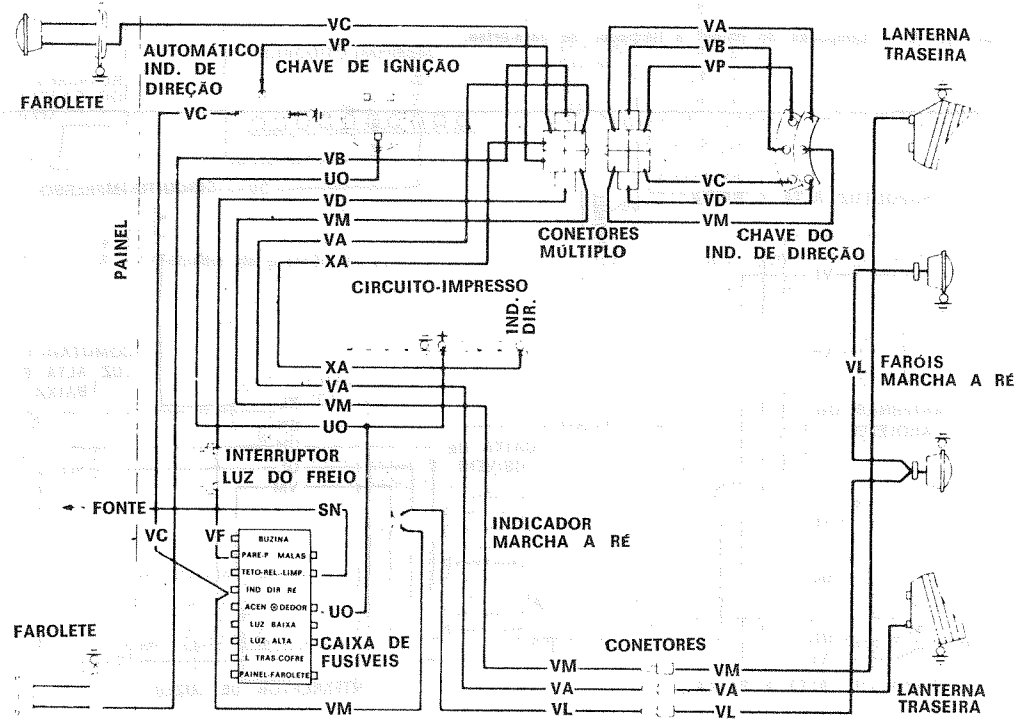 VC
VP
AUTOMÁTICO
IND. DE
DIREÇÃO
CHAVE DE IGNIÇÃO
FAROLETE
VC
VA
VB
VP
LANTERNA
TRASEIRA
VB
UO
VD
VM
VA
XA
VC
VD
VM
PAINEL
CONETORES
MÚLTIPLO
CHAVE DO
IND. DE DIREÇÃO
CIRCUITO-IMPRESSO
IND.
DIR.
XA
VA
VM
UO
VL
FARÓIS
MARCHA A RÉ
INTERRUPTOR
LUZ DO FREIO
FONTE
SN
VC
VF
INDICADOR
MARCHA A RÉ
BUZINA
PARE-P MALAS
TETO-REL.-LIMP.
IND DIR RÉ
ACEN DEDOR
LUZ BAIXA
LUZ ALTA
L TRAS-COFRE
PAINEL-FAROLETE
UO
CAIXA DE
FUSÍVEIS
FAROLETE
CONETORES
VM
VA
VL
VM
VM
VA
VL
LANTERNA
TRASEIRA